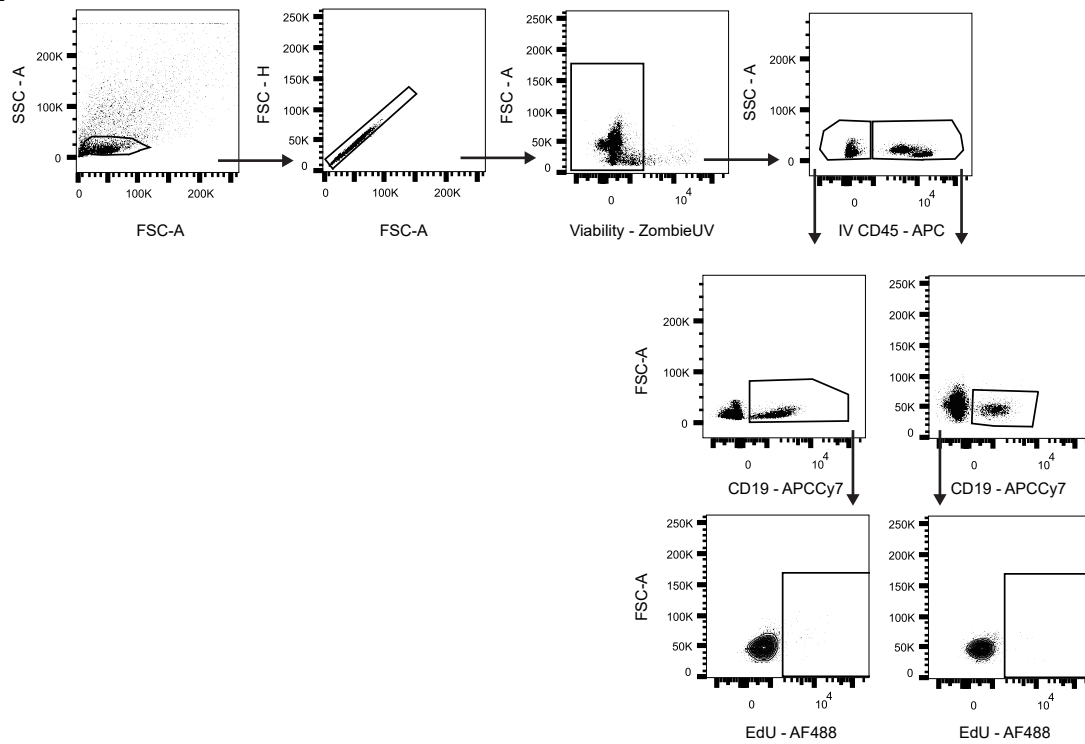 SSC - A
200K
100K
0
0
100K
200K
FSC-A
FSC - H
250K
200K
150K
100K
50K
0
0
100K
200K
FSC-A
FSC - A
250K
200K
150K
100K
50K
0
0
10^4
Viability - ZombieUV
SSC - A
200K
100K
0
0
10^4
IV CD45 - APC
FSC-A
200K
100K
0
0
10^4
CD19 - APCCy7
250K
200K
150K
100K
50K
0
0
10^4
CD19 - APCCy7
FSC-A
250K
200K
150K
100K
50K
0
0
10^4
EdU - AF488
250K
200K
150K
100K
50K
0
0
10^4
EdU - AF488